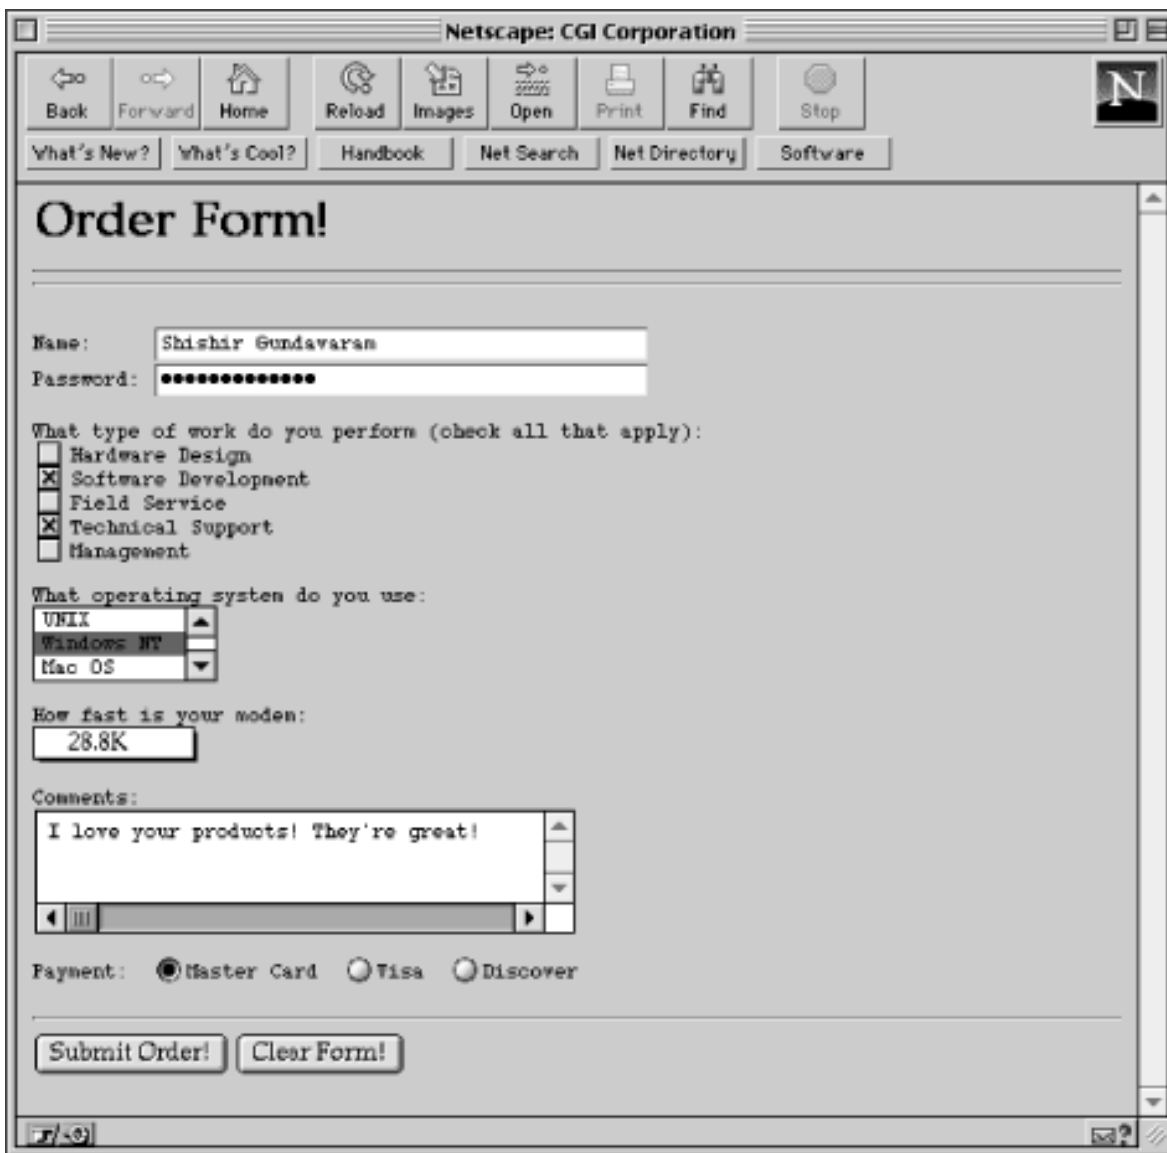 Netscape: CGI Corporation
Back Forward Home Reload Images Open Print Find Stop
N
What's New? What's Cool? Handbook Net Search Net Directory Software
Order Form!
Name: Shishir Gundavaram
Password: •••••••••••••
What type of work do you perform (check all that apply):
Hardware Design
Software Development
Field Service
Technical Support
Management
What operating system do you use:
UNIX
Windows NT
Mac OS
How fast is your modem:
28.8K
Comments:
I love your products! They're great!
Payment: Master Card Visa Discover
Submit Order! Clear Form!
?